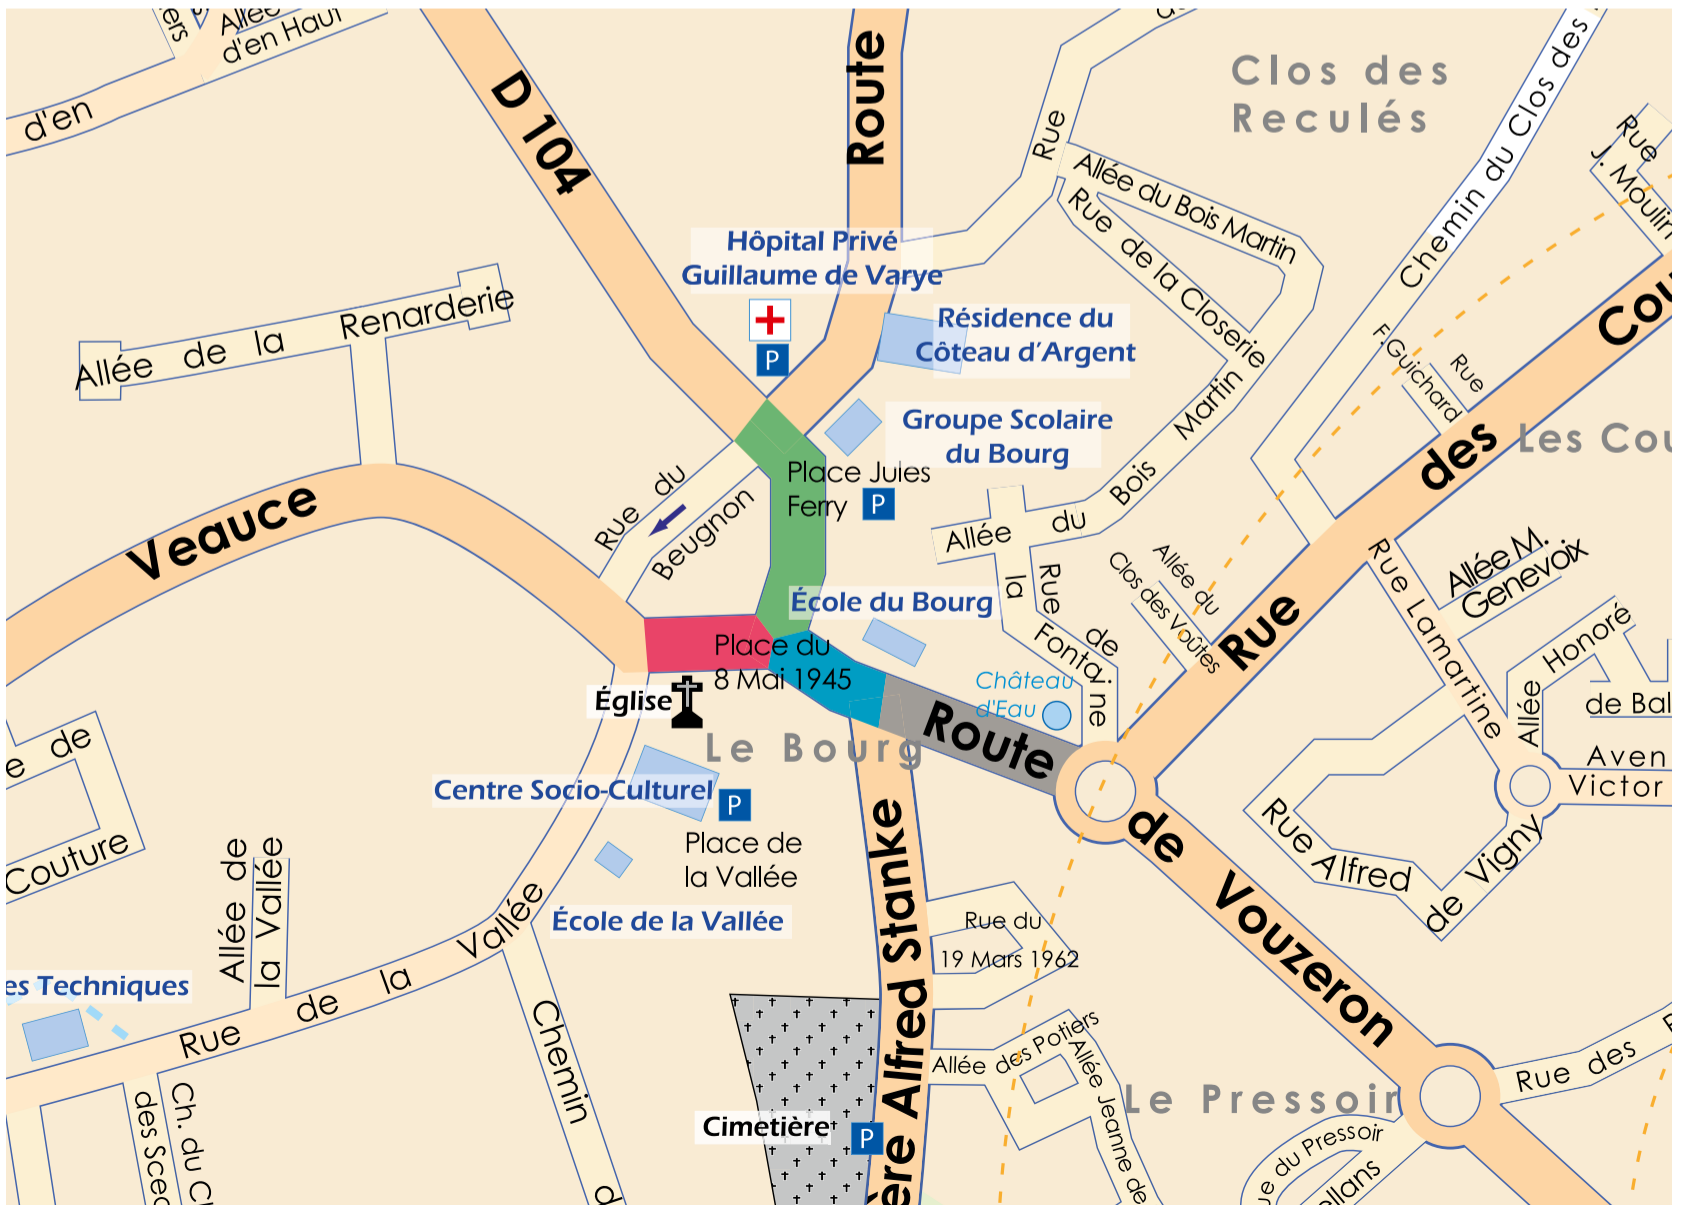 Allée
d'en Haut
d'en
D 104
Route
Rue
Clos des
Reculés
Chemin du Clos des
Rue
J. Moulin
Allée du Bois Martin
Rue de la Closerie
Hôpital Privé
Guillaume de Varye
P
Résidence du
Côteau d'Argent
Allée de la Renarderie
Groupe Scolaire
du Bourg
Place Jules
Ferry
P
Rue
F. Guichard
Rue des
Les Cou
Veauce
Rue du
Beugnon
Allée du Bois Martin
Rue de
la Fontaine
Allée du
Clos des Voûtes
Rue Lamartine
Allée M.
Genevoix
Allée Honoré
de Bal
École du Bourg
Place du
8 Mai 1945
Église
Château
d'Eau
Le Bourg
Route
de Vouzeron
Aven
Victor
Centre Socio-Culturel
P
Place de
la Vallée
École de la Vallée
Rue Alfred
de Vigny
de
Couture
Allée de
la Vallée
Rue de la Vallée
es Techniques
Alfred Stanke
Rue du
19 Mars 1962
Allée des Potiers
Allée Jeanne de
Le Pressoir
Rue des
Chemin
Ch. du
des
Cimetière
P
du Pressoir